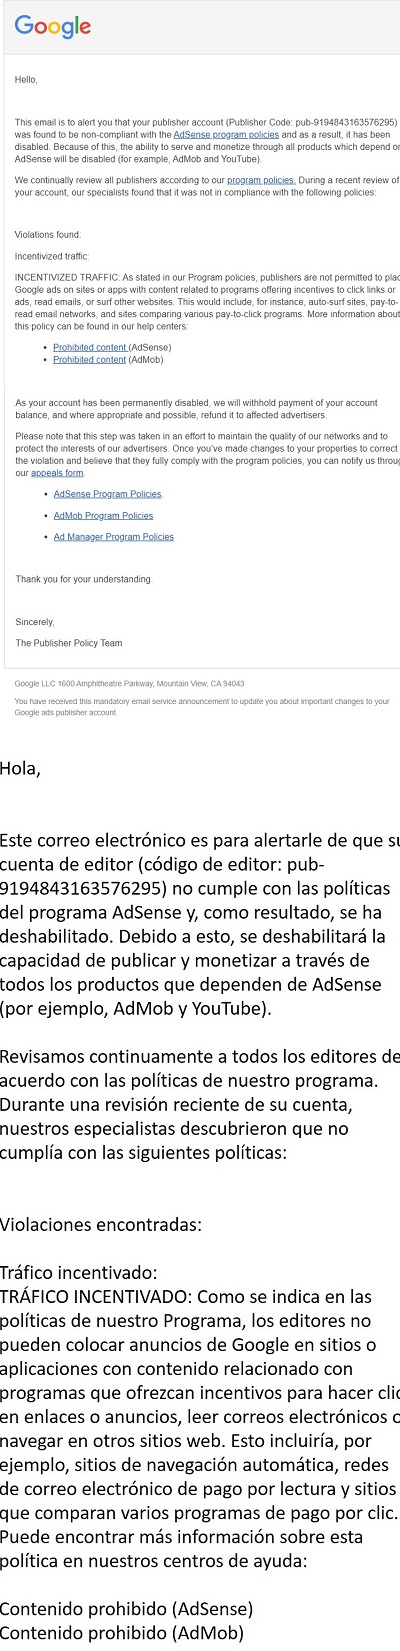 Google
Hello,
This email is to alert you that your publisher account (Publisher Code: pub-9194843163576295)
was found to be non-compliant with the AdSense program policies and as a result, it has been
disabled. Because of this, the ability to serve and monetize through all products which depend on
AdSense will be disabled (for example, AdMob and YouTube).
We continually review all publishers according to our program policies. During a recent review of
your account, our specialists found that it was not in compliance with the following policies:
Violations found:
Incentivized traffic:
INCENTIVIZED TRAFFIC: As stated in our Program policies, publishers are not permitted to plac
Google ads on sites or apps with content related to programs offering incentives to click links or
ads, read emails, or surf other websites. This would include, for instance, auto-surf sites, pay-to-
read email networks, and sites comparing various pay-to-click programs. More information about
this policy can be found in our help centers:
• Prohibited content (AdSense)
• Prohibited content (AdMob)
As your account has been permanently disabled, we will withhold payment of your account
balance, and where appropriate and possible, refund it to affected advertisers.
Please note that this step was taken in an effort to maintain the quality of our networks and to
protect the interests of our advertisers. Once you've made changes to your properties to correct
the violation and believe that they fully comply with the program policies, you can notify us throug
our appeals form.
• AdSense Program Policies.
• AdMob Program Policies
• Ad Manager Program Policies
Thank you for your understanding.
Sincerely,
The Publisher Policy Team
Google LLC 1600 Amphitheatre Parkway, Mountain View, CA 94043
You have received this mandatory email service announcement to update you about important changes to your
Google ads publisher account.
Hola,
Este correo electrónico es para alertarle de que su
cuenta de editor (código de editor: pub-
9194843163576295) no cumple con las políticas
del programa AdSense y, como resultado, se ha
deshabilitado. Debido a esto, se deshabilitará la
capacidad de publicar y monetizar a través de
todos los productos que dependen de AdSense
(por ejemplo, AdMob y YouTube).
Revisamos continuamente a todos los editores de
acuerdo con las políticas de nuestro programa.
Durante una revisión reciente de su cuenta,
nuestros especialistas descubrieron que no
cumplía con las siguientes políticas:
Violaciones encontradas:
Tráfico incentivado:
TRÁFICO INCENTIVADO: Como se indica en las
políticas de nuestro Programa, los editores no
pueden colocar anuncios de Google en sitios o
aplicaciones con contenido relacionado con
programas que ofrezcan incentivos para hacer clic
en enlaces o anuncios, leer correos electrónicos o
navegar en otros sitios web. Esto incluiría, por
ejemplo, sitios de navegación automática, redes
de correo electrónico de pago por lectura y sitios
que comparan varios programas de pago por clic.
Puede encontrar más información sobre esta
política en nuestros centros de ayuda:
Contenido prohibido (AdSense)
Contenido prohibido (AdMob)